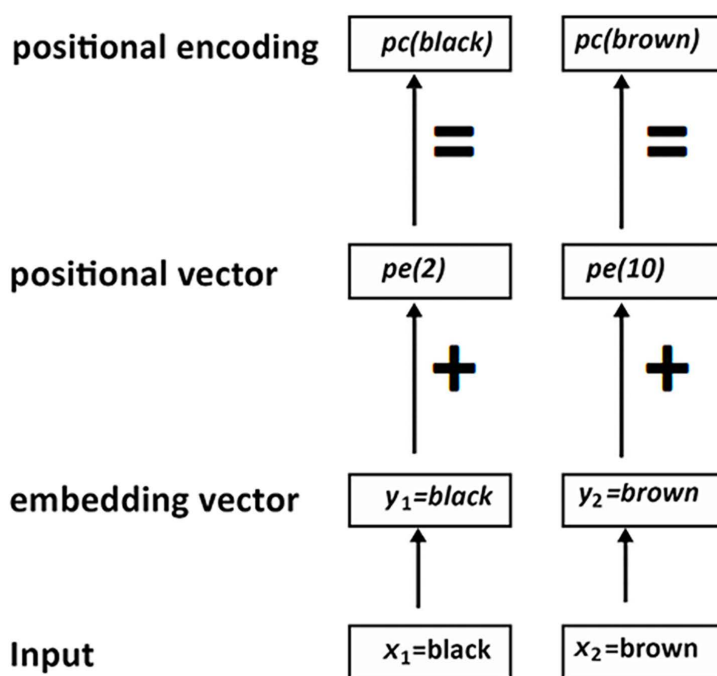 positional encoding pc(black) pc(brown)
= =
positional vector pe(2) pe(10)
+ +
embedding vector y₁=black y₂=brown
Input x₁=black x₂=brown